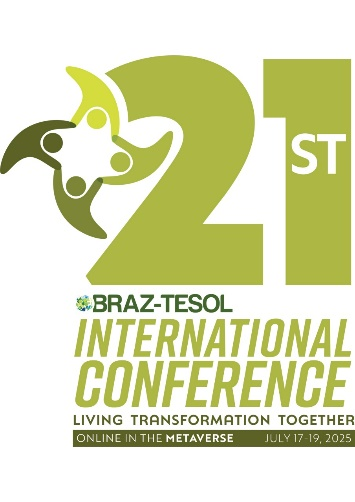 21ST
BRAZ-TESOL
INTERNATIONAL
CONFERENCE
LIVING TRANSFORMATION TOGETHER
ONLINE IN THE METAVERSE JULY 17-19, 2025